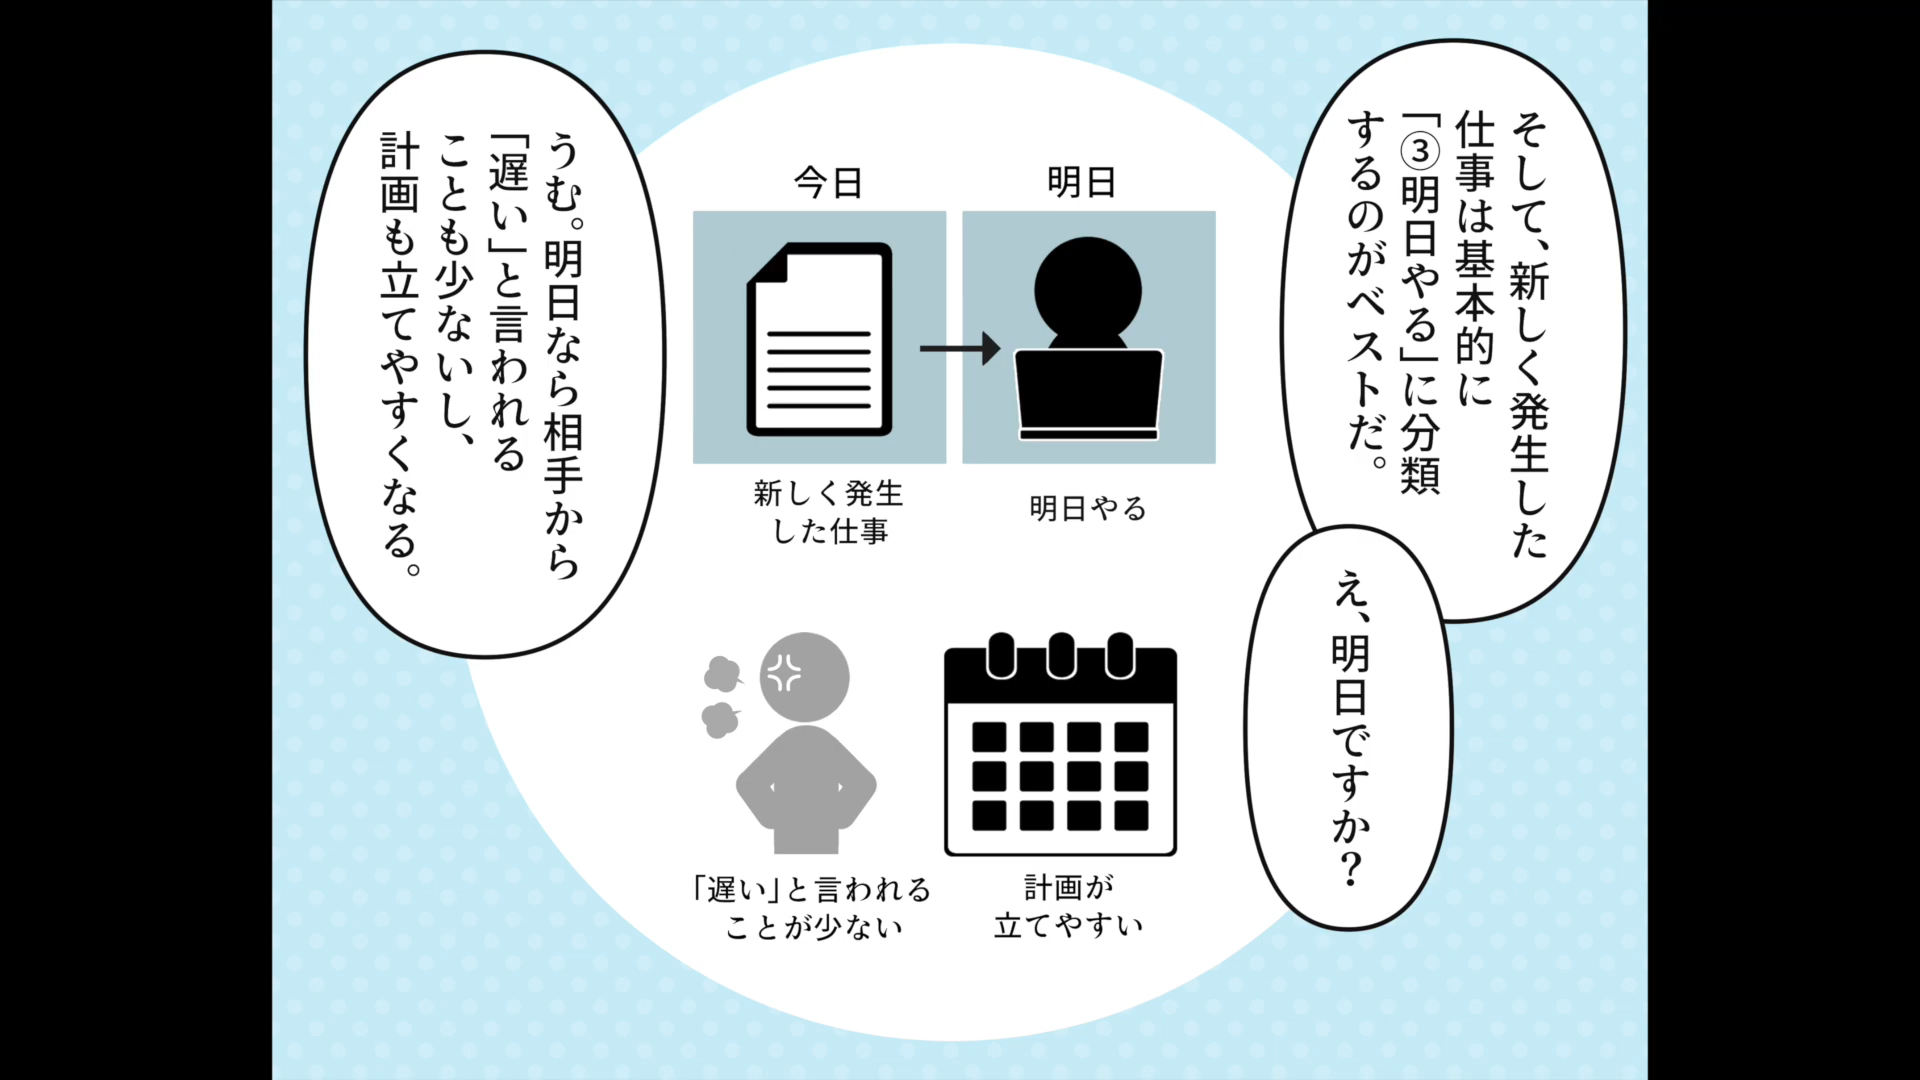 そして、新しく発生した
仕事は基本的に
「③明日やる」に分類
するのがベストだ。
え、明日ですか?
今日
明日
新しく発生
した仕事
明日やる
「遅い」と言われる
ことが少ない
計画が
立てやすい
うむ。明日なら相手から
「遅い」と言われる
ことも少ないし、
計画も立てやすくなる。